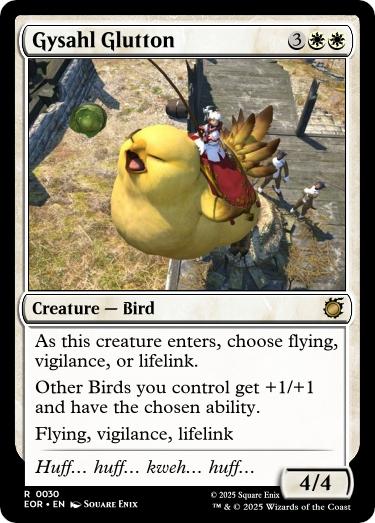 Gysahl Glutton 3
As this creature enters, choose flying,
vigilance, or lifelink.
Other Birds you control get +1/+1
and have the chosen ability.
Flying, vigilance, lifelink
Huff... huff... kweh... huff...
Creature — Bird
4/4
R 0030
EOR • EN SQUARE ENIX
© 2025 Square Enix
™ & © 2025 Wizards of the Coast